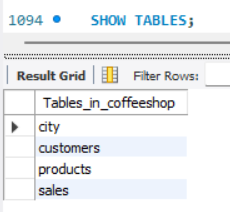 1094 SHOW TABLES;
Result Grid Filter Rows:
Tables_in_coffeeshop
city
customers
products
sales